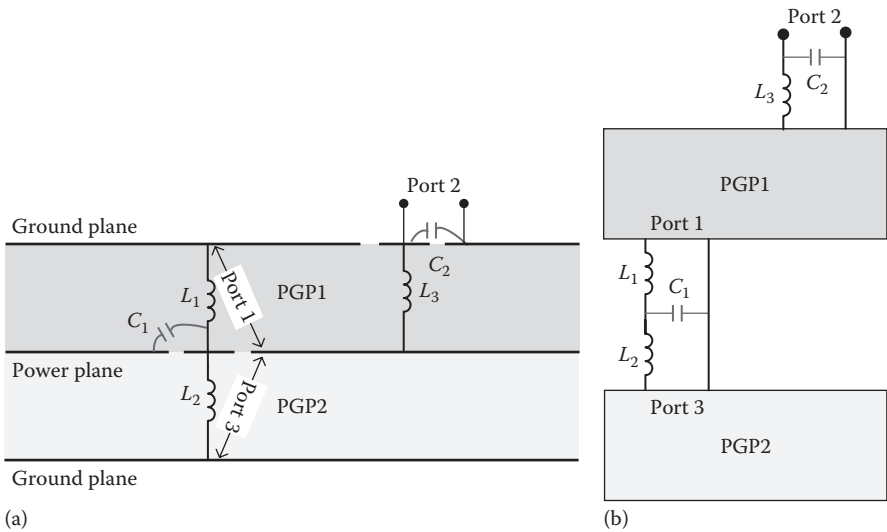 Port 2
Ground plane
C2
L1
Port 1
PGP1
L3
C1
Power plane
L2
Port 3
PGP2
Ground plane
(a)
Port 2
C2
L3
PGP1
Port 1
L1
C1
L2
Port 3
PGP2
(b)